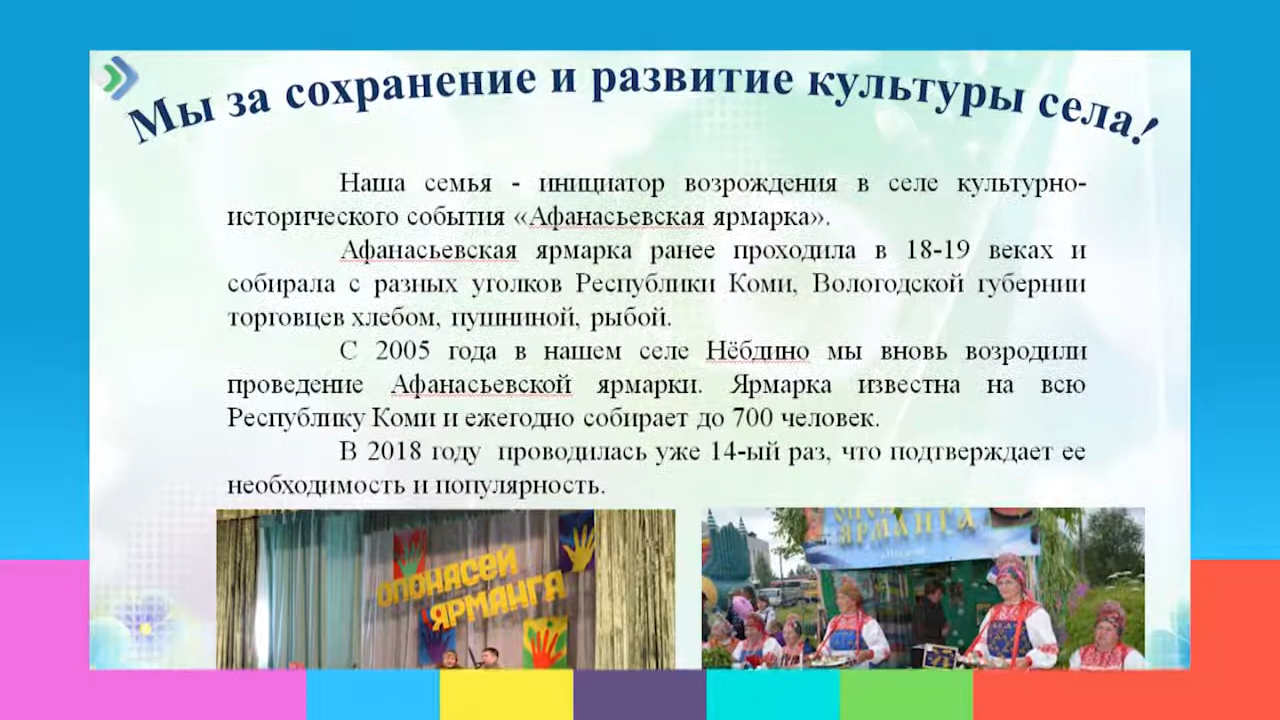 Мы за сохранение и развитие культуры села!
Наша семья - инициатор возрождения в селе культурно-
исторического события «Афанасьевская ярмарка».
Афанасьевская ярмарка ранее проходила в 18-19 веках и
собирала с разных уголков Республики Коми, Вологодской губернии
торговцев хлебом, пушниной, рыбой.
С 2005 года в нашем селе Нёбдино мы вновь возродили
проведение Афанасьевской ярмарки. Ярмарка известна на всю
Республику Коми и ежегодно собирает до 700 человек.
В 2018 году проводилась уже 14-ый раз, что подтверждает ее
необходимость и популярность.
ОПОНАСЕЙ
ЯРМАНГА
ЯРМАНГА